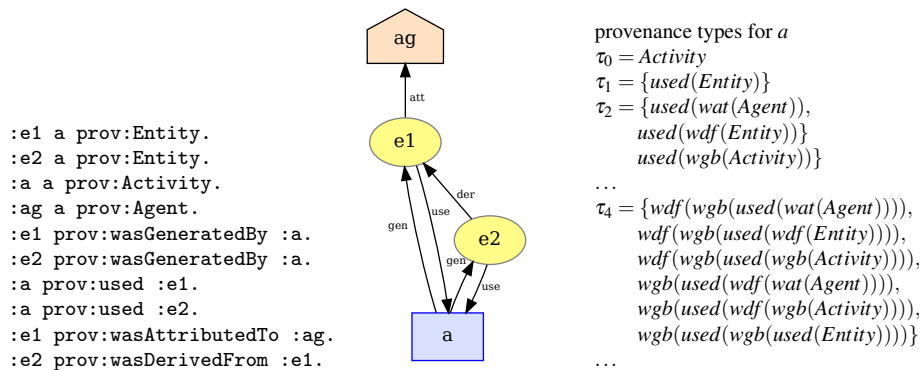 :e1 a prov:Entity.
:e2 a prov:Entity.
:a a prov:Activity.
:ag a prov:Agent.
:e1 prov:wasGeneratedBy :a.
:e2 prov:wasGeneratedBy :a.
:a prov:used :e1.
:a prov:used :e2.
:e1 prov:wasAttributedTo :ag.
:e2 prov:wasDerivedFrom :e1.
ag
att
e1
der
use
gen
e2
gen
use
a
provenance types for a
τ₀ = Activity
τ₁ = {used(Entity)}
τ₂ = {used(wat(Agent)),
used(wdf(Entity))}
used(wgb(Activity))}
...
τ₄ = {wdf(wgb(used(wat(Agent)))),
wdf(wgb(used(wdf(Entity)))),
wdf(wgb(used(wgb(Activity)))),
wgb(used(wdf(wat(Agent)))),
wgb(used(wdf(wgb(Activity)))),
wgb(used(wgb(used(Entity))))}
...